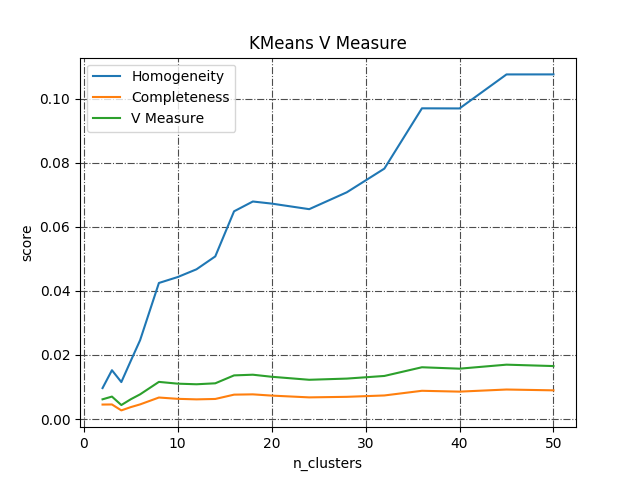 KMeans V Measure
Homogeneity
Completeness
V Measure
score
0.10
0.08
0.06
0.04
0.02
0.00
0 10 20 30 40 50
n_clusters